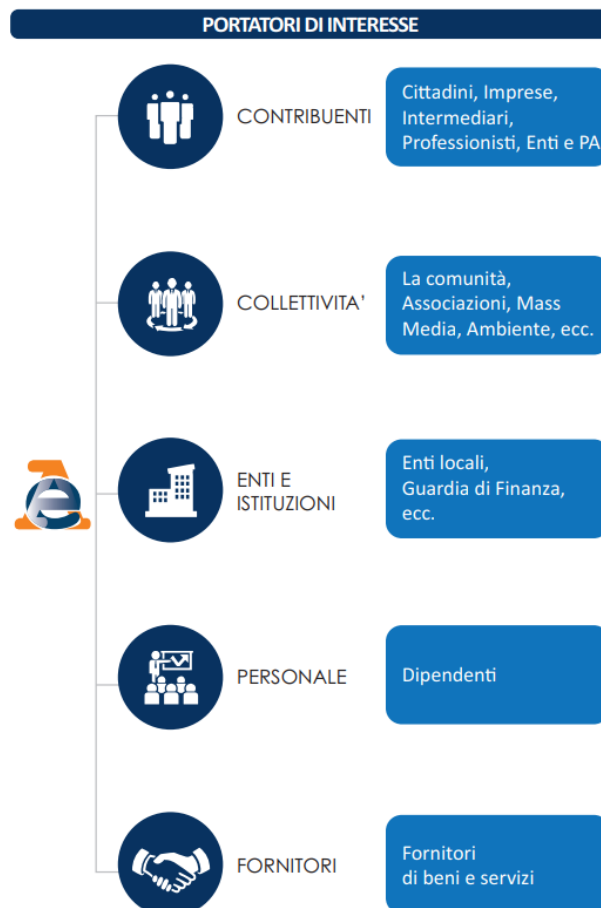 PORTATORI DI INTERESSE
CONTRIBUENTI
Cittadini, Imprese,
Intermediari,
Professionisti, Enti e PA
COLLETTIVITA'
La comunità,
Associazioni, Mass
Media, Ambiente, ecc.
ENTI E
ISTITUZIONI
Enti locali,
Guardia di Finanza,
ecc.
PERSONALE
Dipendenti
FORNITORI
Fornitori
di beni e servizi